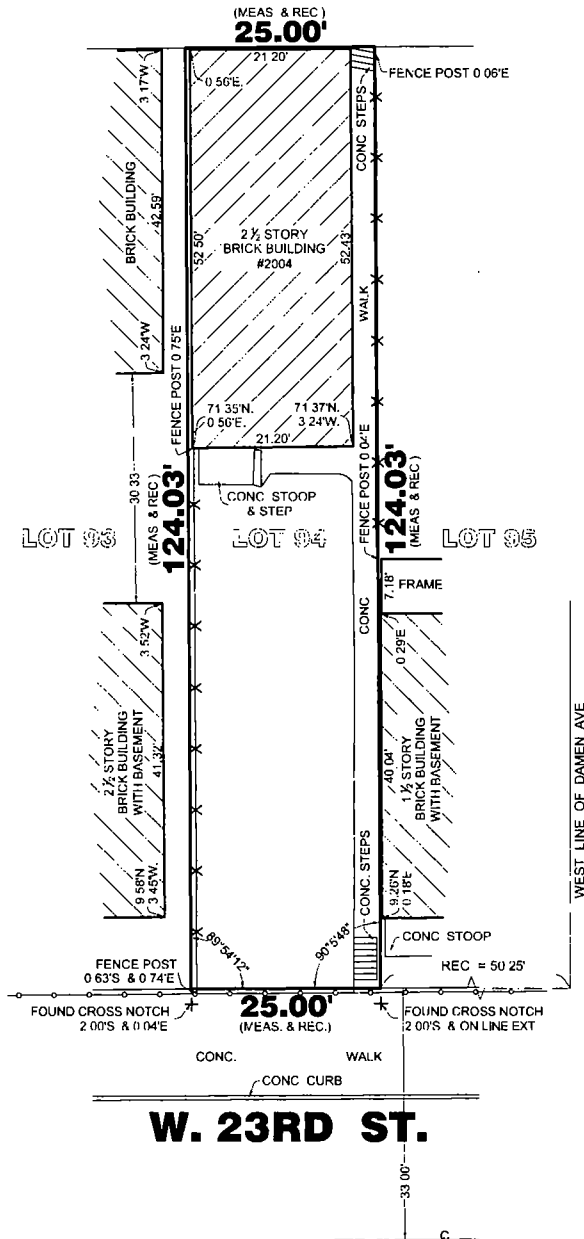 (MEAS & REC)
25.00'
21.20'
3 17'W
0 56'E.
FENCE POST 0 06'E
CONC STEPS
BRICK BUILDING
42.59'
52 50'
2 ½ STORY
BRICK BUILDING
#2004
52.43'
WALK
3 24'W
FENCE POST 0 75'E
71 35'N.
0 56'E.
71 37'N.
3 24'W.
21.20'
CONC STOOP
& STEP
FENCE POST 0 04'E
30 33
124.03'
(MEAS & REC)
124.03'
(MEAS & REC)
LOT 93
LOT 94
LOT 95
7.18'
FRAME
CONC
3 52'W
0 29'E
2 ½ STORY
BRICK BUILDING
WITH BASEMENT
41.32'
40 04'
1 ½ STORY
BRICK BUILDING
WITH BASEMENT
WEST LINE OF DAMEN AVE
9 58'N
3 45'W.
CONC. STEPS
9.26'N
0.18'E
CONC STOOP
89°54'12"
90°5'48"
FENCE POST
0 63'S & 0 74'E
REC = 50 25'
FOUND CROSS NOTCH
2.00'S & 0.04'E
25.00'
(MEAS. & REC.)
FOUND CROSS NOTCH
2.00'S & ON LINE EXT
CONC.
WALK
CONC CURB
W. 23RD ST.
33 00'